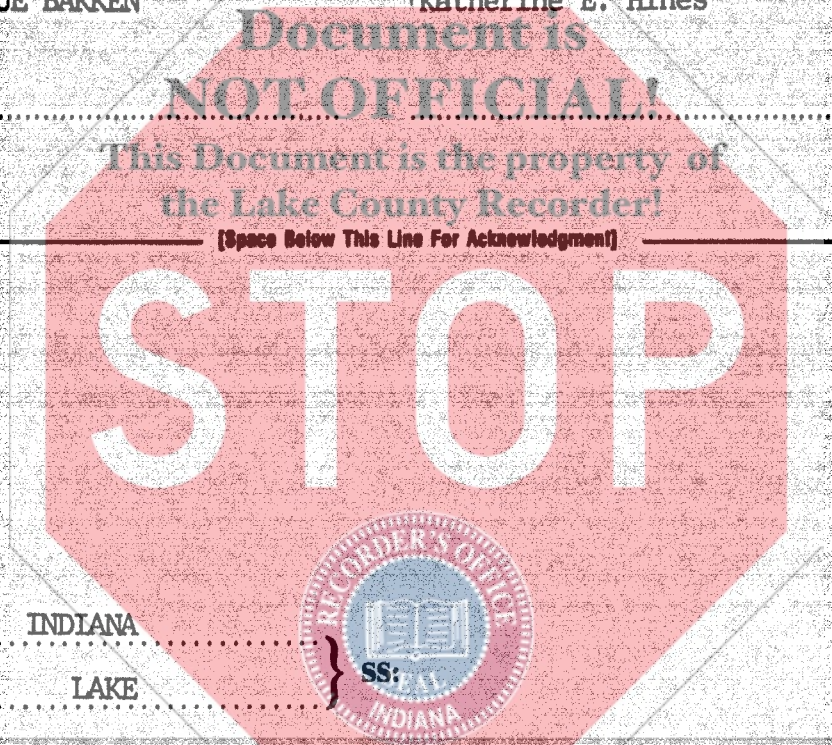 BAKKEN Katherine E. Hines
Document is
NOT OFFICIAL!
This Document is the property of
the Lake County Recorder!
[Space Below This Line For Acknowledgment]
STOP
RECORDER'S OFFICE
INDIANA
SS:
LAKE
SEAL
INDIANA